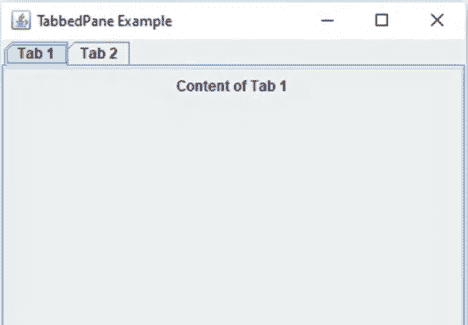 TabbedPane Example
Tab 1 Tab 2
Content of Tab 1